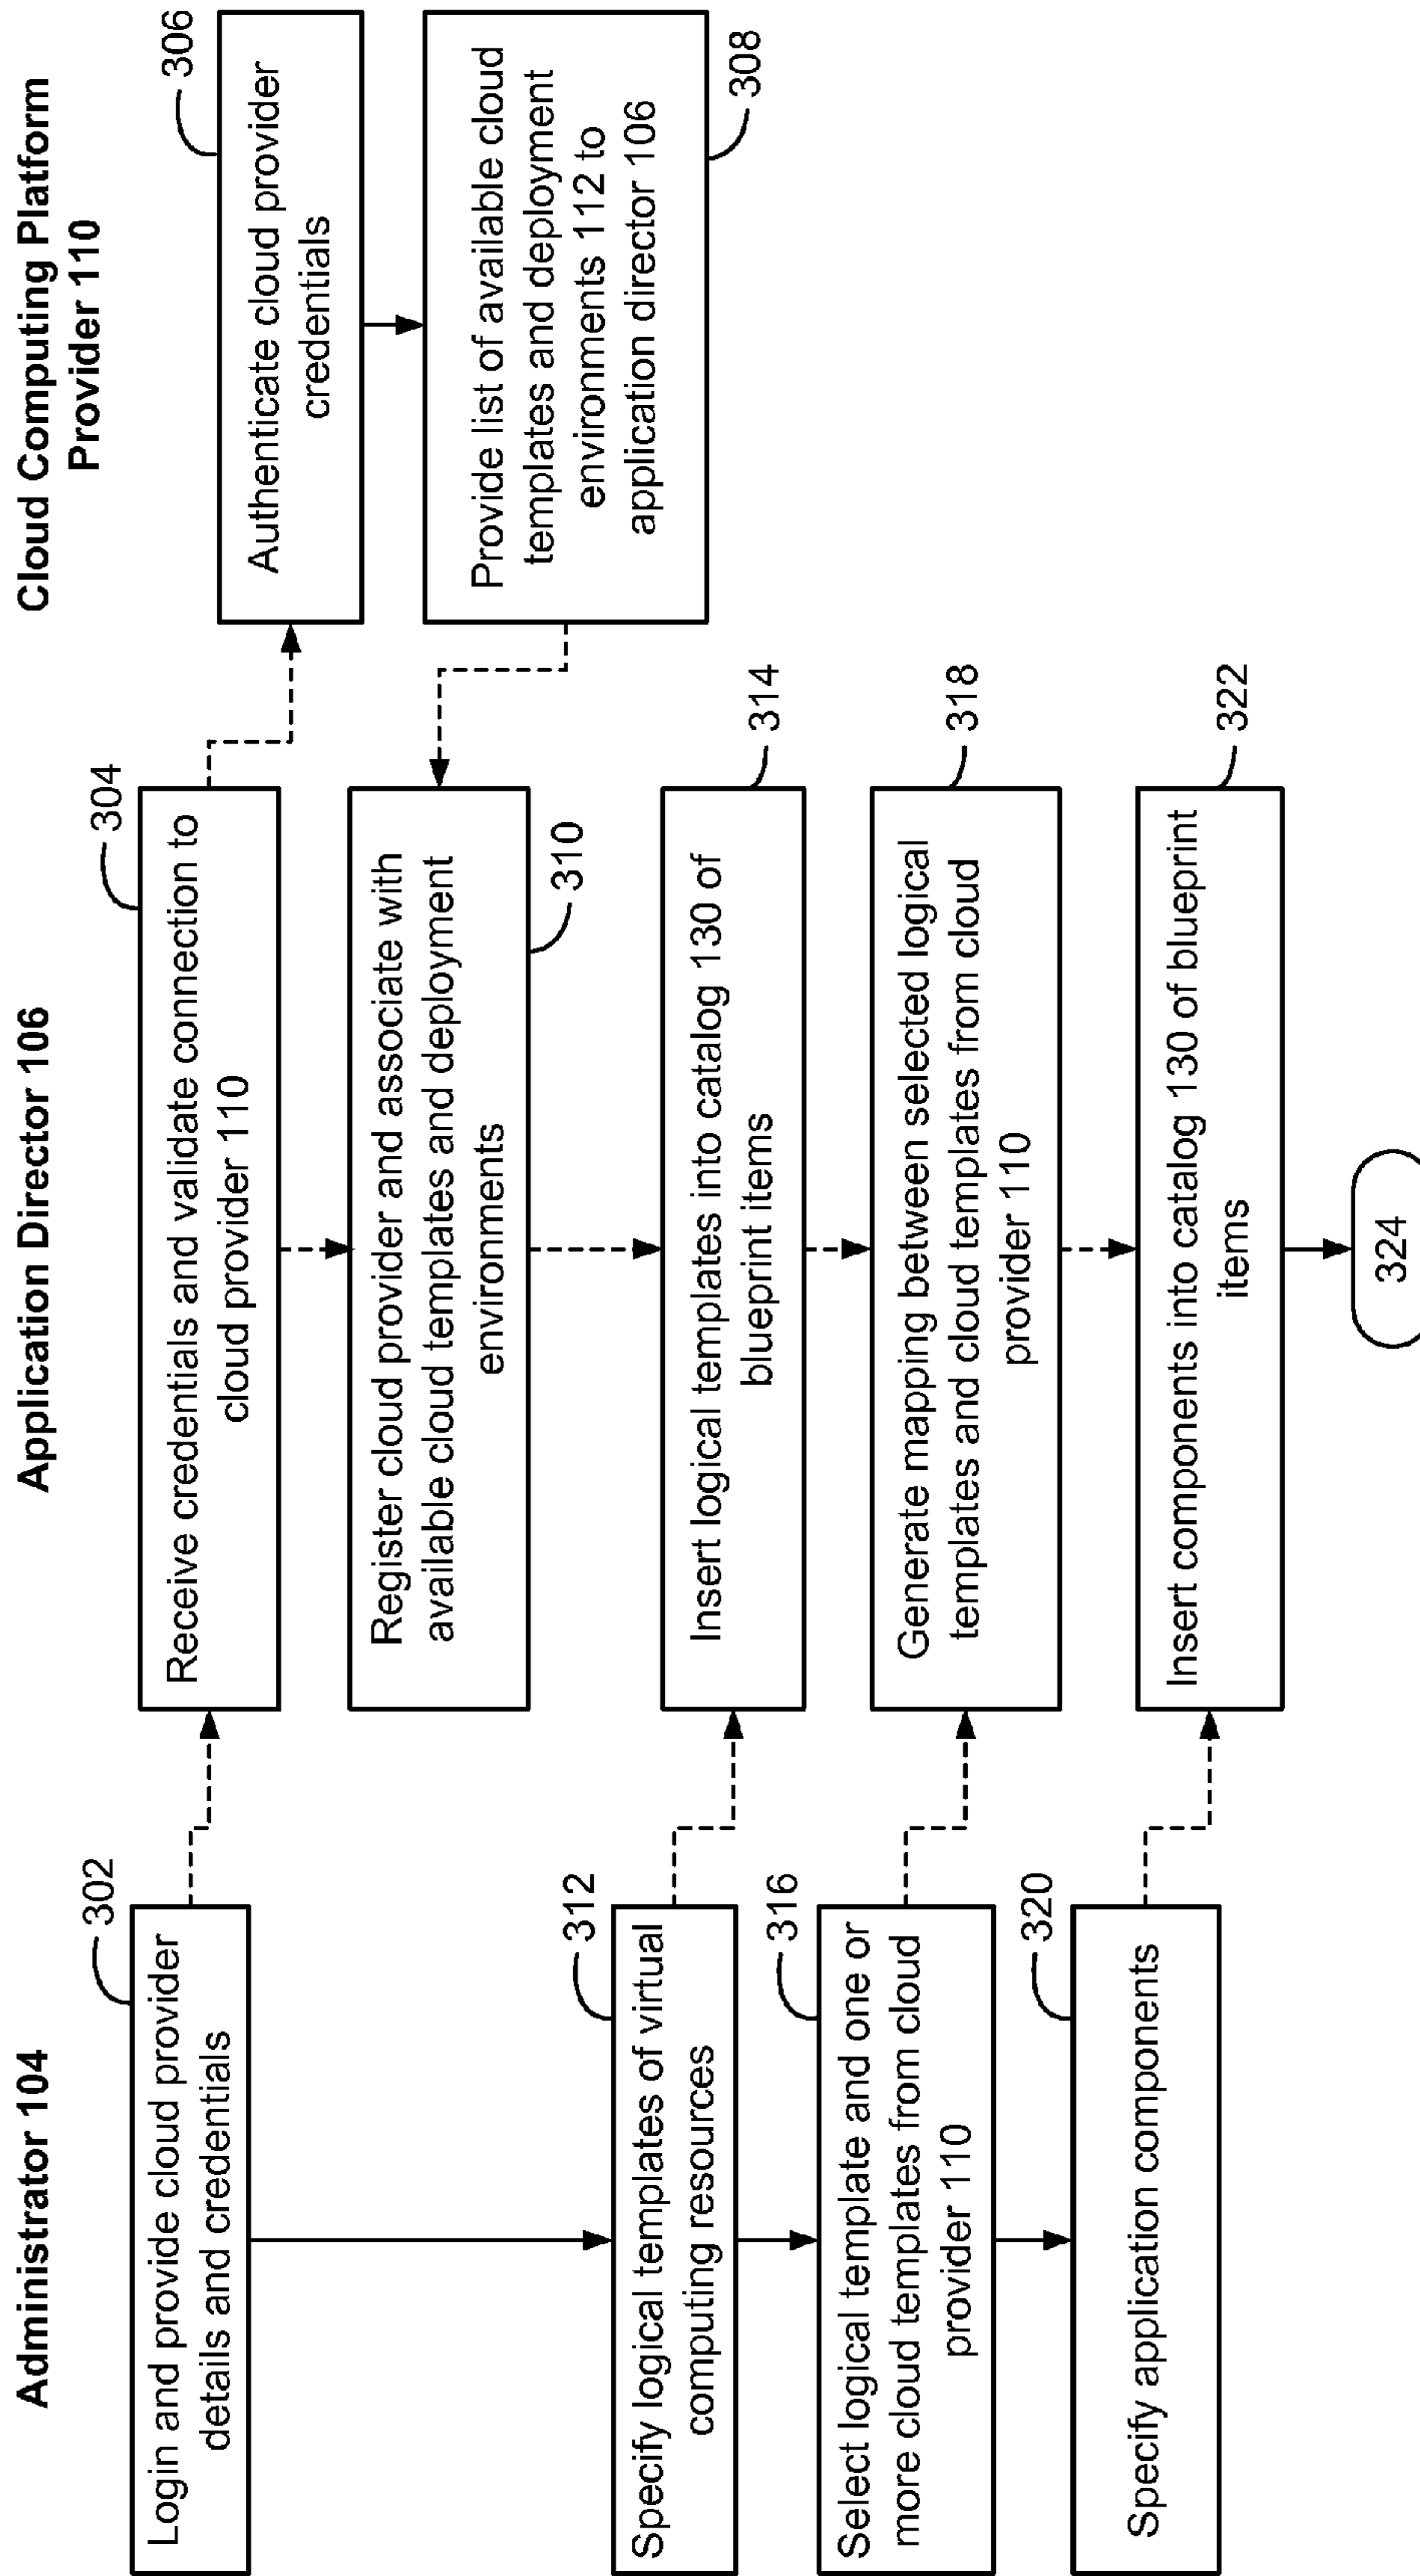 Administrator 104
Application Director 106
Cloud Computing Platform
Provider 110
302
Login and provide cloud provider
details and credentials
304
Receive credentials and validate connection to
cloud provider 110
306
Authenticate cloud provider
credentials
Provide list of available cloud
templates and deployment
environments 112 to
application director 106
308
Register cloud provider and associate with
available cloud templates and deployment
environments
310
312
Specify logical templates of virtual
computing resources
314
Insert logical templates into catalog 130 of
blueprint items
316
Select logical template and one or
more cloud templates from cloud
provider 110
318
Generate mapping between selected logical
templates and cloud templates from cloud
provider 110
320
Specify application components
322
Insert components into catalog 130 of blueprint
items
324